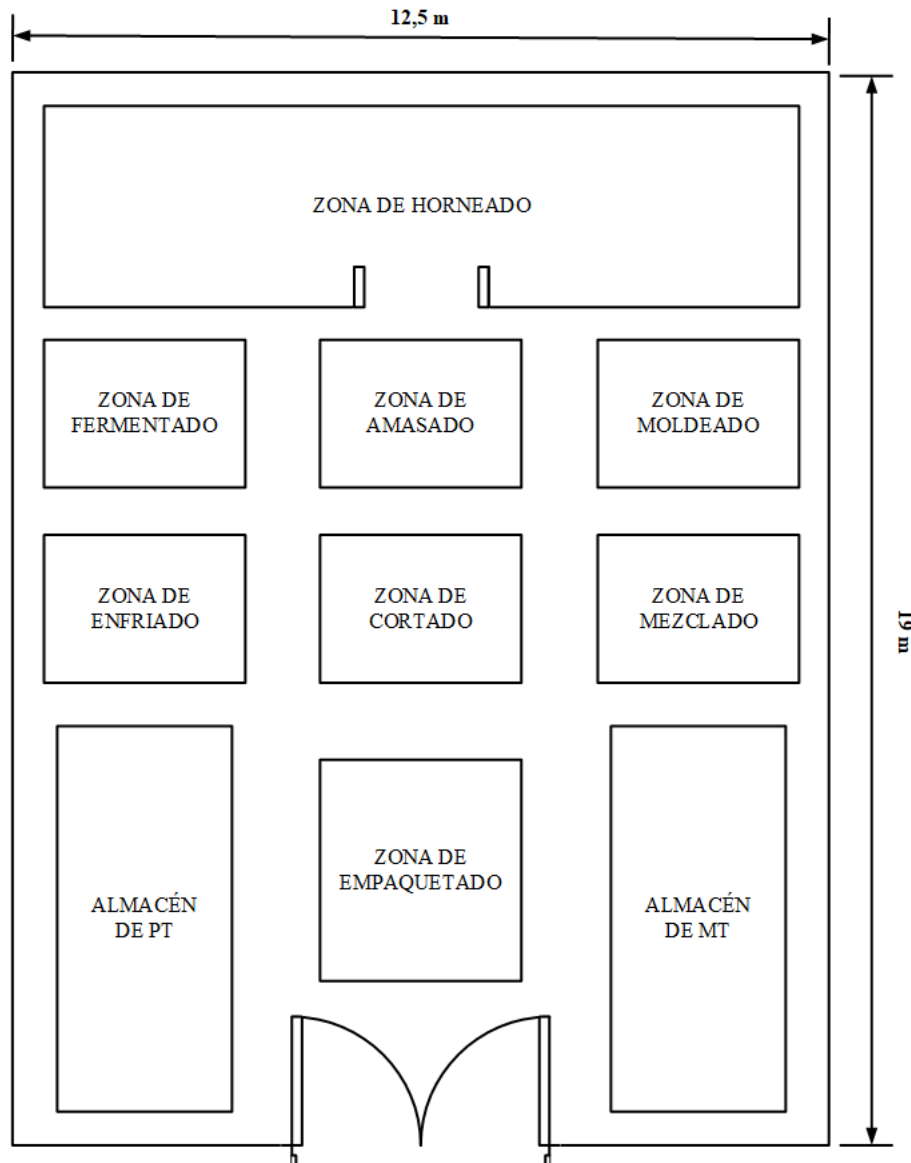 12,5 m
ZONA DE HORNEADO
ZONA DE
FERMENTADO
ZONA DE
AMASADO
ZONA DE
MOLDEADO
ZONA DE
ENFRIADO
ZONA DE
CORTADO
ZONA DE
MEZCLADO
19 m
ALMACÉN
DE PT
ZONA DE
EMPAQUETADO
ALMACÉN
DE MT